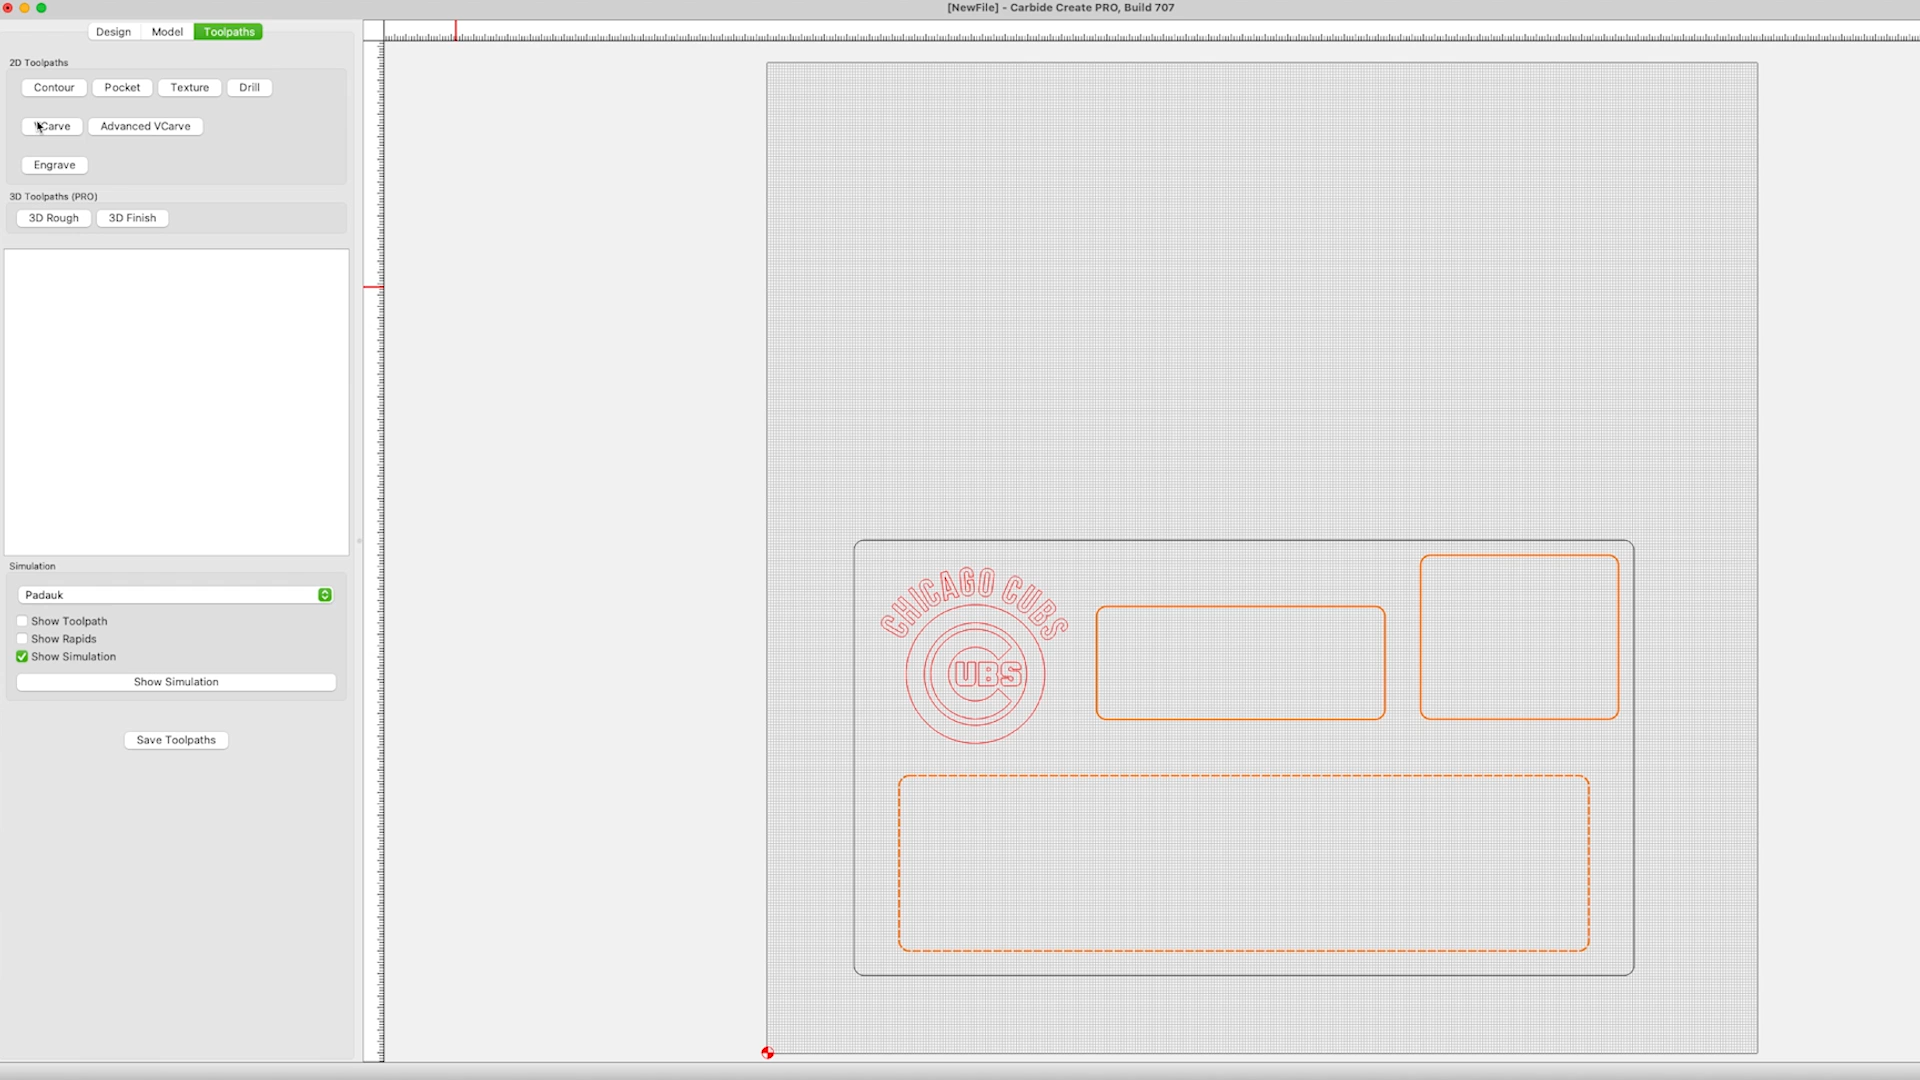 [NewFile] - Carbide Create PRO, Build 707
Design Model Toolpaths
2D Toolpaths
Contour Pocket Texture Drill
VCarve Advanced VCarve
Engrave
3D Toolpaths (PRO)
3D Rough 3D Finish
Simulation
Padauk
Show Toolpath
Show Rapids
Show Simulation
Show Simulation
Save Toolpaths
CHICAGO CUBS
CUBS